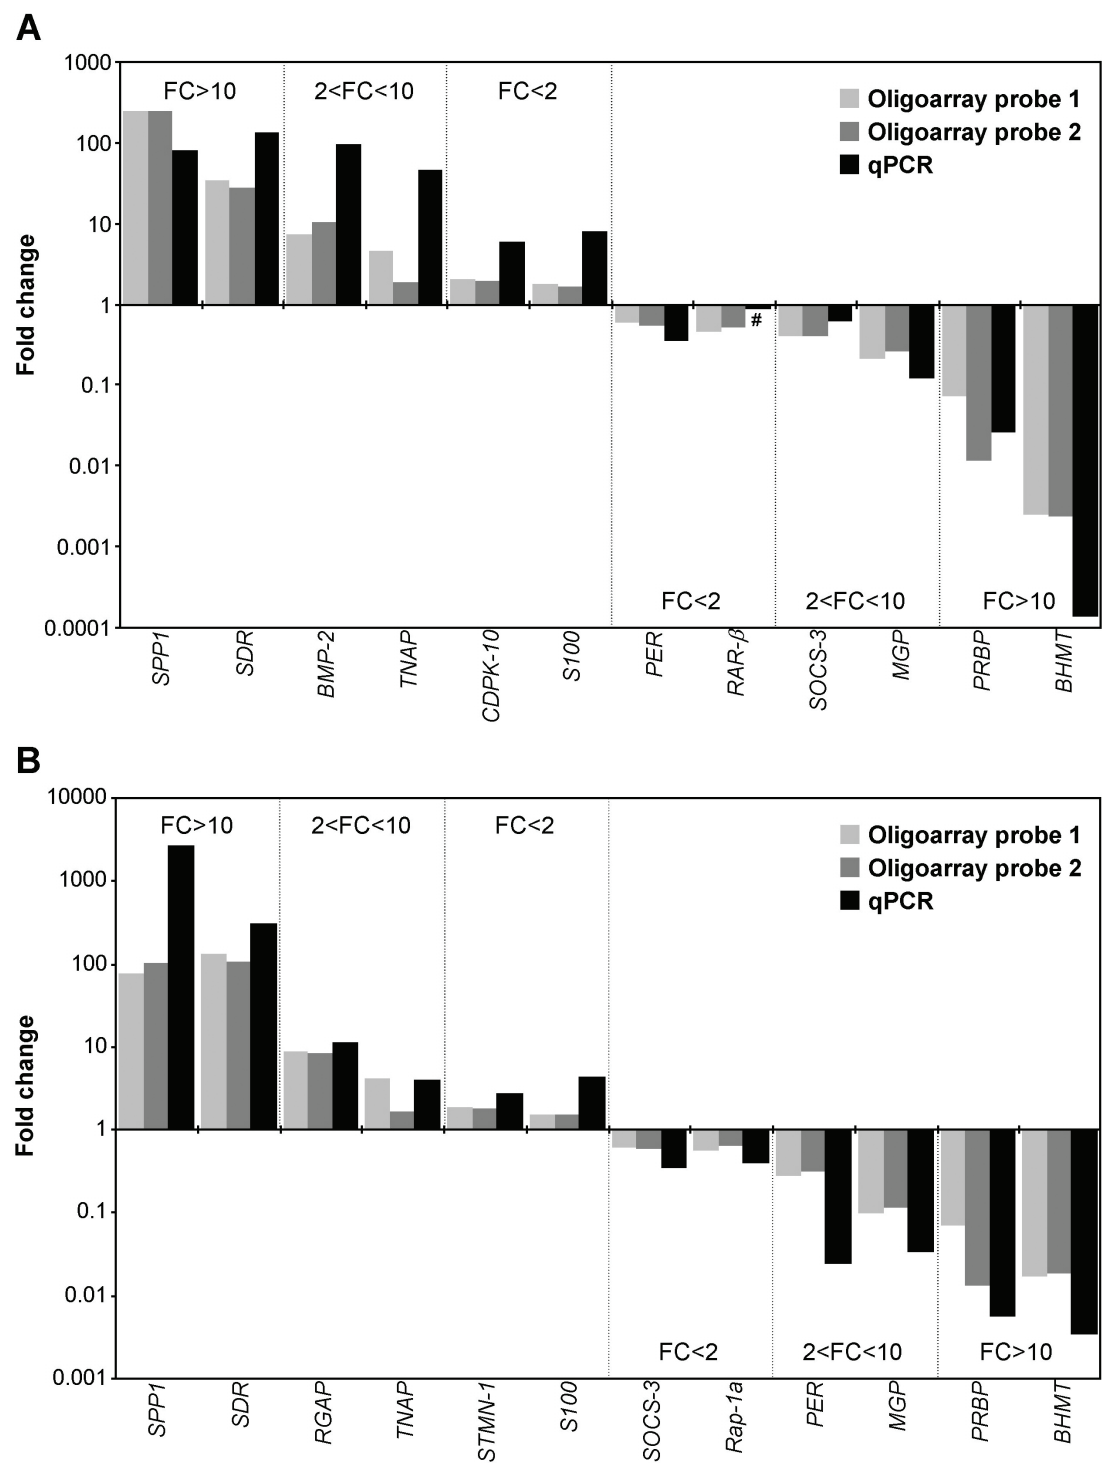 A
1000
100
10
1
0.1
0.01
0.001
0.0001
Fold change
FC>10
2<FC<10
FC<2
Oligoarray probe 1
Oligoarray probe 2
qPCR
#
FC<2
2<FC<10
FC>10
SPP1
SDR
BMP-2
TNAP
CDPK-10
S100
PER
RAR-β
SOCS-3
MGP
PRBP
BHMT
B
10000
1000
100
10
1
0.1
0.01
0.001
Fold change
FC>10
2<FC<10
FC<2
Oligoarray probe 1
Oligoarray probe 2
qPCR
FC<2
2<FC<10
FC>10
SPP1
SDR
RGAP
TNAP
STMN-1
S100
SOCS-3
Rap-1a
PER
MGP
PRBP
BHMT